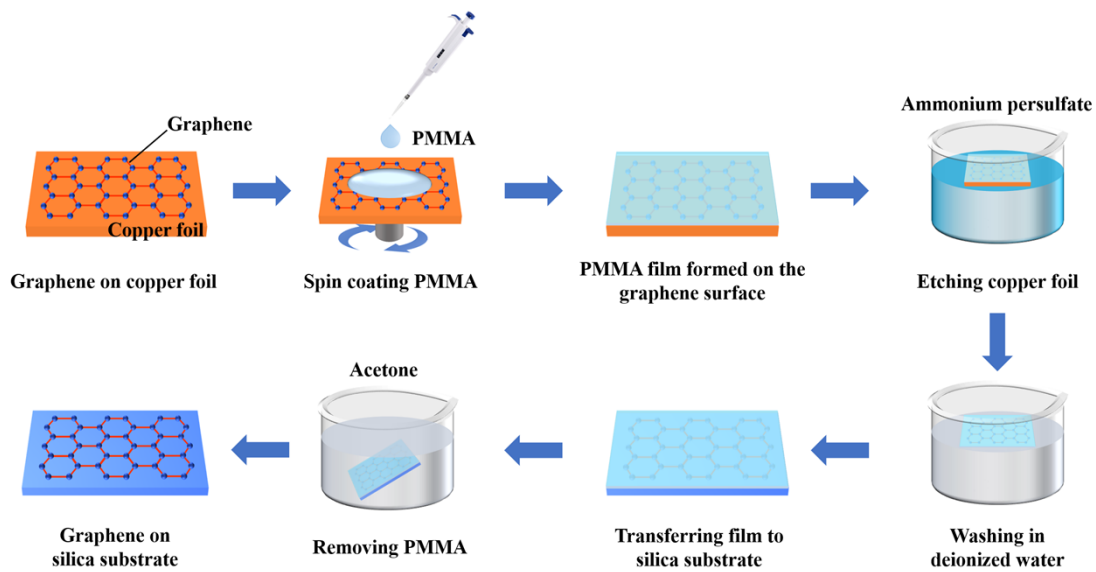 Graphene
Copper foil
Graphene on copper foil
PMMA
Spin coating PMMA
PMMA film formed on the
graphene surface
Ammonium persulfate
Etching copper foil
Washing in
deionized water
Transferring film to
silica substrate
Acetone
Removing PMMA
Graphene on
silica substrate